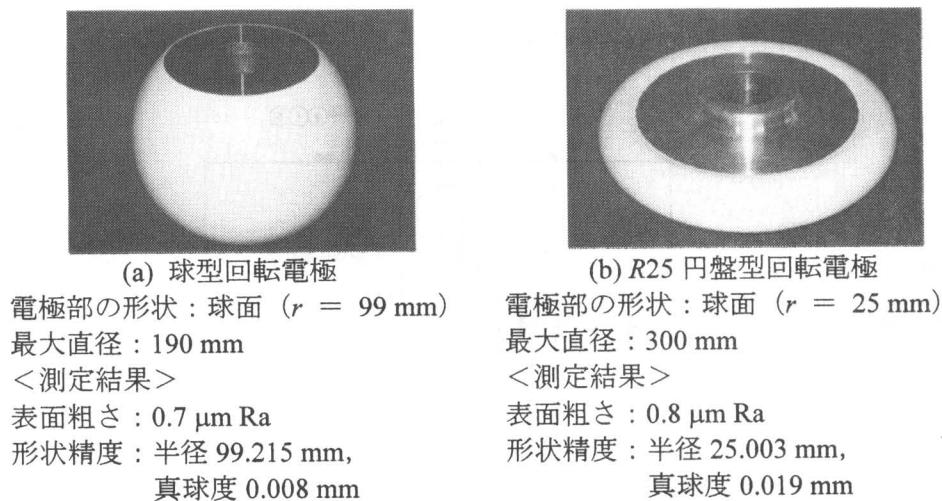 (a) 球型回転電極
電極部の形状：球面（r = 99 mm）
最大直径：190 mm
＜測定結果＞
表面粗さ：0.7 μm Ra
形状精度：半径 99.215 mm,
真球度 0.008 mm
(b) R25 円盤型回転電極
電極部の形状：球面（r = 25 mm）
最大直径：300 mm
＜測定結果＞
表面粗さ：0.8 μm Ra
形状精度：半径 25.003 mm,
真球度 0.019 mm